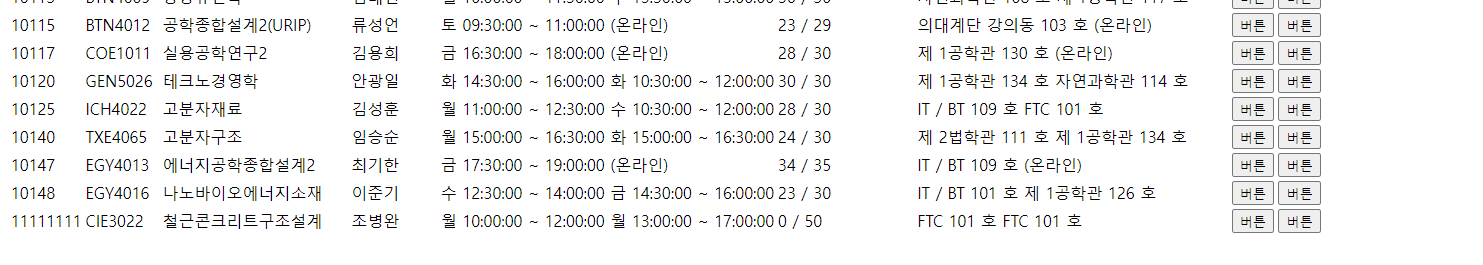 10115 BTN4012 공학종합설계2(URIP) 류성언 토 09:30:00 ~ 11:00:00 (온라인) 23 / 29 의대계단 강의동 103 호 (온라인) 버튼 버튼
10117 COE1011 실용공학연구2 김용희 금 16:30:00 ~ 18:00:00 (온라인) 28 / 30 제 1공학관 130 호 (온라인) 버튼 버튼
10120 GEN5026 테크노경영학 안광일 화 14:30:00 ~ 16:00:00 화 10:30:00 ~ 12:00:00 30 / 30 제 1공학관 134 호 자연과학관 114 호 버튼 버튼
10125 ICH4022 고분자재료 김성훈 월 11:00:00 ~ 12:30:00 수 10:30:00 ~ 12:00:00 28 / 30 IT / BT 109 호 FTC 101 호 버튼 버튼
10140 TXE4065 고분자구조 임승순 월 15:00:00 ~ 16:30:00 화 15:00:00 ~ 16:30:00 24 / 30 제 2법학관 111 호 제 1공학관 134 호 버튼 버튼
10147 EGY4013 에너지공학종합설계2 최기한 금 17:30:00 ~ 19:00:00 (온라인) 34 / 35 IT / BT 109 호 (온라인) 버튼 버튼
10148 EGY4016 나노바이오에너지소재 이준기 수 12:30:00 ~ 14:00:00 금 14:30:00 ~ 16:00:00 23 / 30 IT / BT 101 호 제 1공학관 126 호 버튼 버튼
11111111 CIE3022 철근콘크리트구조설계 조병완 월 10:00:00 ~ 12:00:00 월 13:00:00 ~ 17:00:00 0 / 50 FTC 101 호 FTC 101 호 버튼 버튼